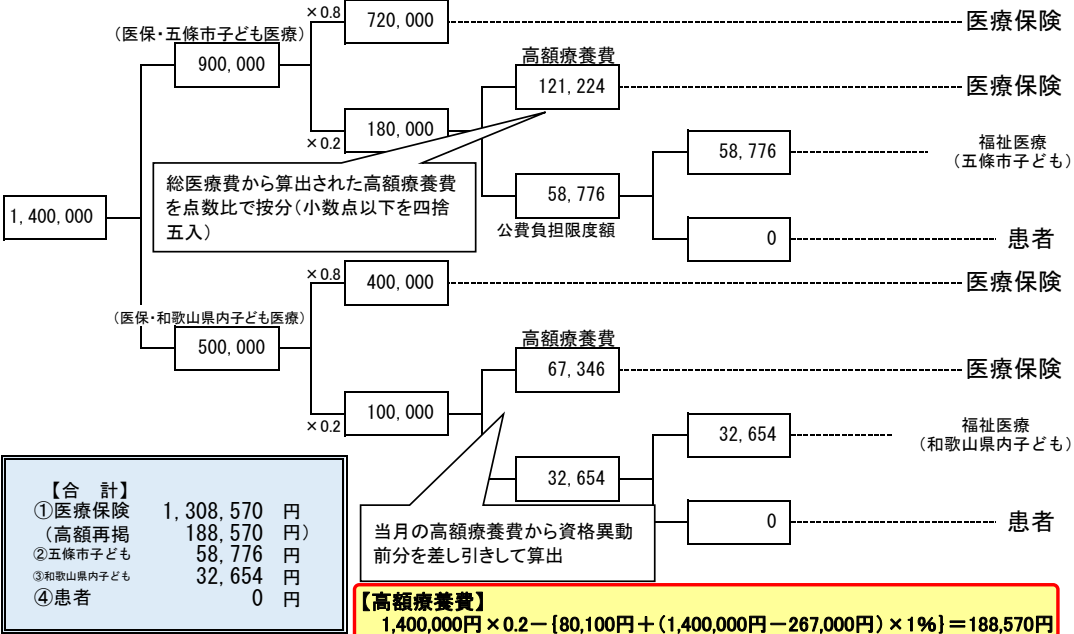 ×0.8
720,000
医療保険
(医保・五條市子ども医療)
900,000
高額療養費
121,224
医療保険
180,000
×0.2
58,776
福祉医療
(五條市子ども)
総医療費から算出された高額療養費
を点数比で按分(小数点以下を四捨
五入)
58,776
公費負担限度額
1,400,000
0
患者
×0.8
400,000
医療保険
(医保・和歌山県内子ども医療)
500,000
高額療養費
67,346
医療保険
100,000
×0.2
32,654
福祉医療
(和歌山県内子ども)
32,654
0
患者
当月の高額療養費から資格異動
前分を差し引きして算出
【合 計】
①医療保険 1,308,570 円
(高額再掲 188,570 円)
②五條市子ども 58,776 円
③和歌山県内子ども 32,654 円
④患者 0 円
【高額療養費】
1,400,000円×0.2-{80,100円+(1,400,000円-267,000円)×1%}=188,570円